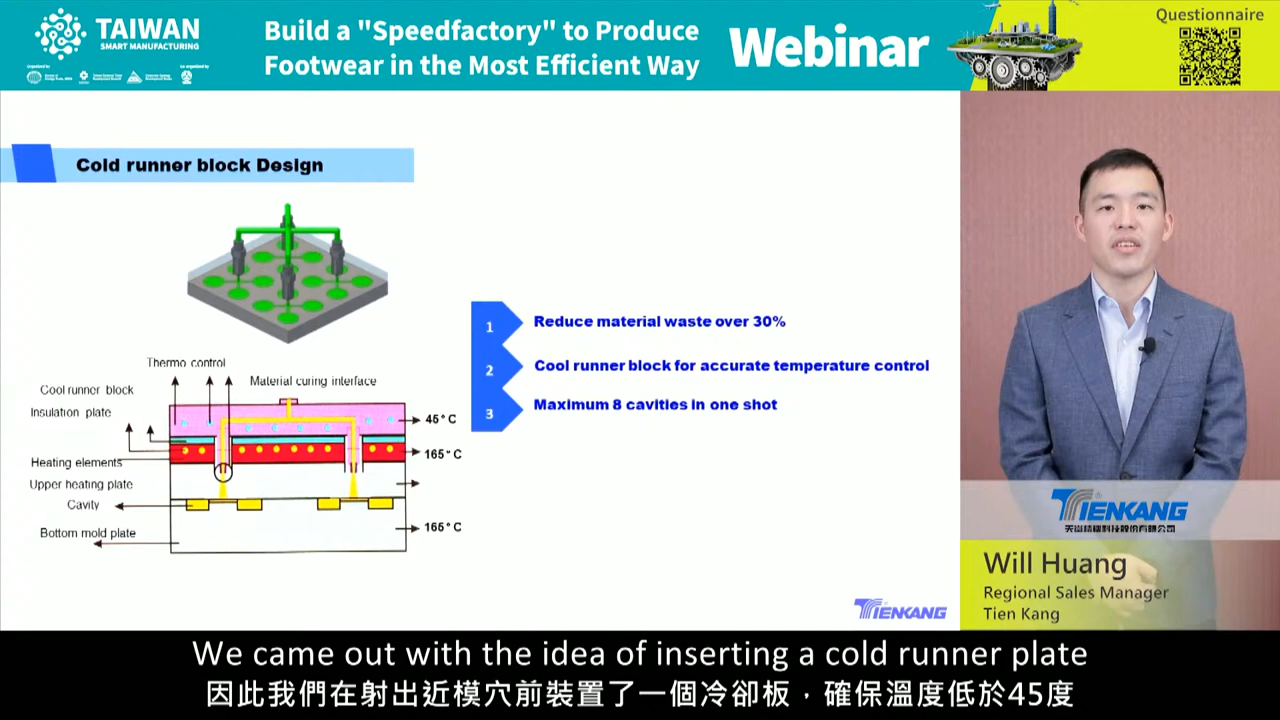 TAIWAN
SMART MANUFACTURING
Organized by
Co-organized by
Build a "Speedfactory" to Produce
Footwear in the Most Efficient Way
Webinar
Questionnaire
Cold runner block Design
Thermo control
Cool runner block
Material curing interface
Insulation plate
45°C
165°C
Heating elements
Upper heating plate
Cavity
Bottom mold plate
165°C
1 Reduce material waste over 30%
2 Cool runner block for accurate temperature control
3 Maximum 8 cavities in one shot
TIENKANG
TIENKANG
Will Huang
Regional Sales Manager
Tien Kang
We came out with the idea of inserting a cold runner plate
因此我們在射出近模穴前裝置了一個冷卻板，確保溫度低於45度